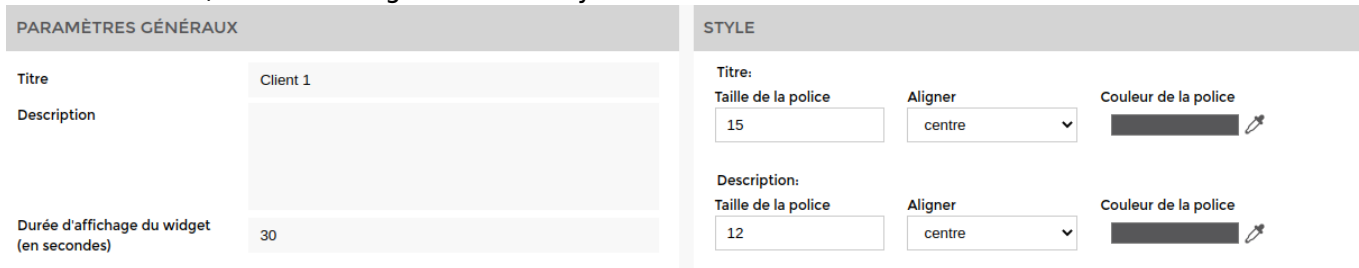 PARAMÈTRES GÉNÉRAUX
Titre
Client 1
Description
Durée d'affichage du widget
(en secondes)
30
STYLE
Titre:
Taille de la police
Aligner
Couleur de la police
15
centre
Description:
Taille de la police
Aligner
Couleur de la police
12
centre